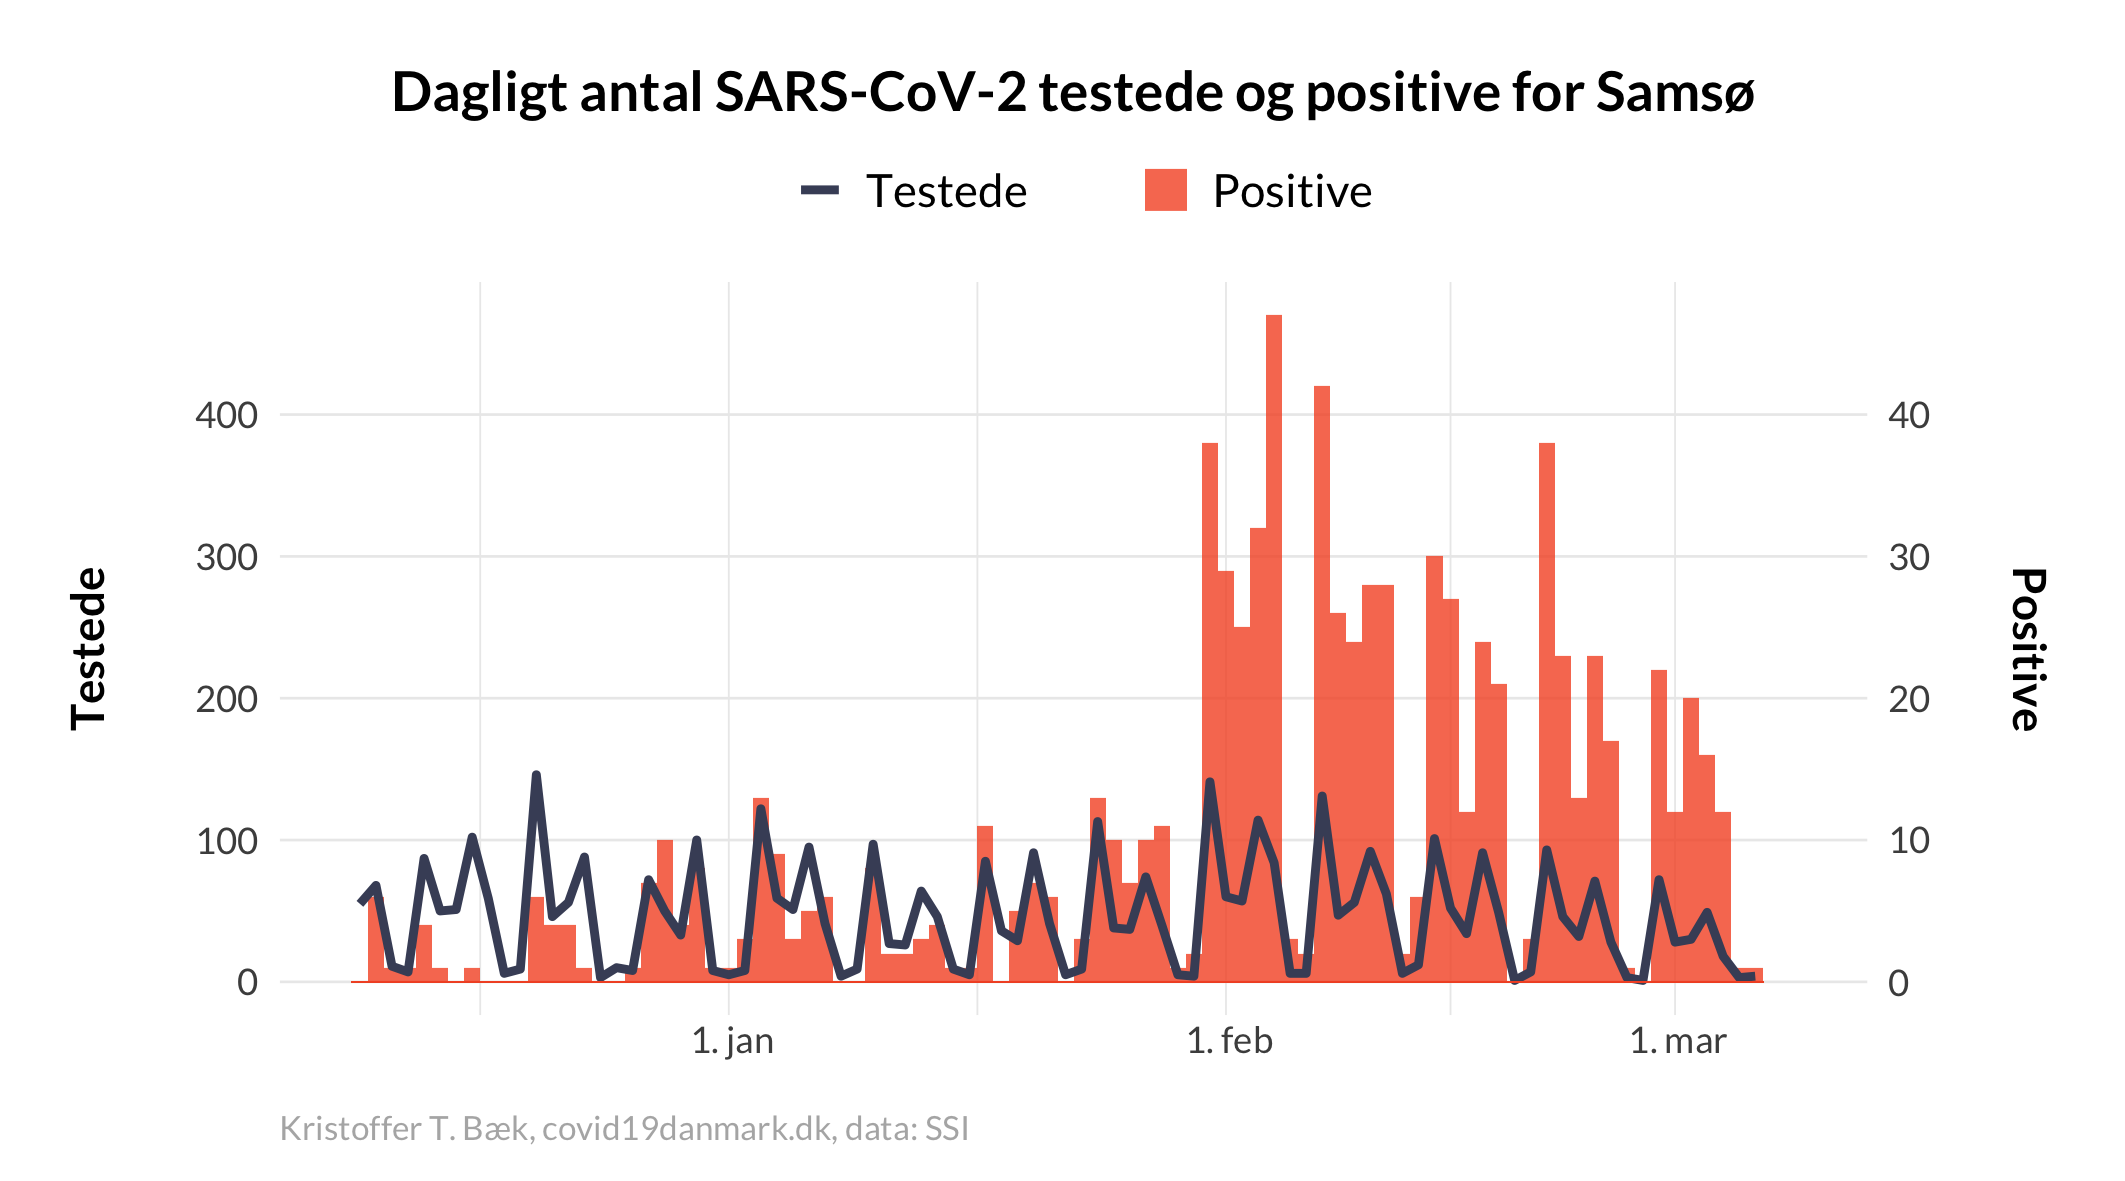 Dagligt antal SARS-CoV-2 testede og positive for Samsø
Testede
Positive
400
300
200
100
0
Testede
40
30
20
10
0
Positive
1. jan
1. feb
1. mar
Kristoffer T. Bæk, covid19danmark.dk, data: SSI